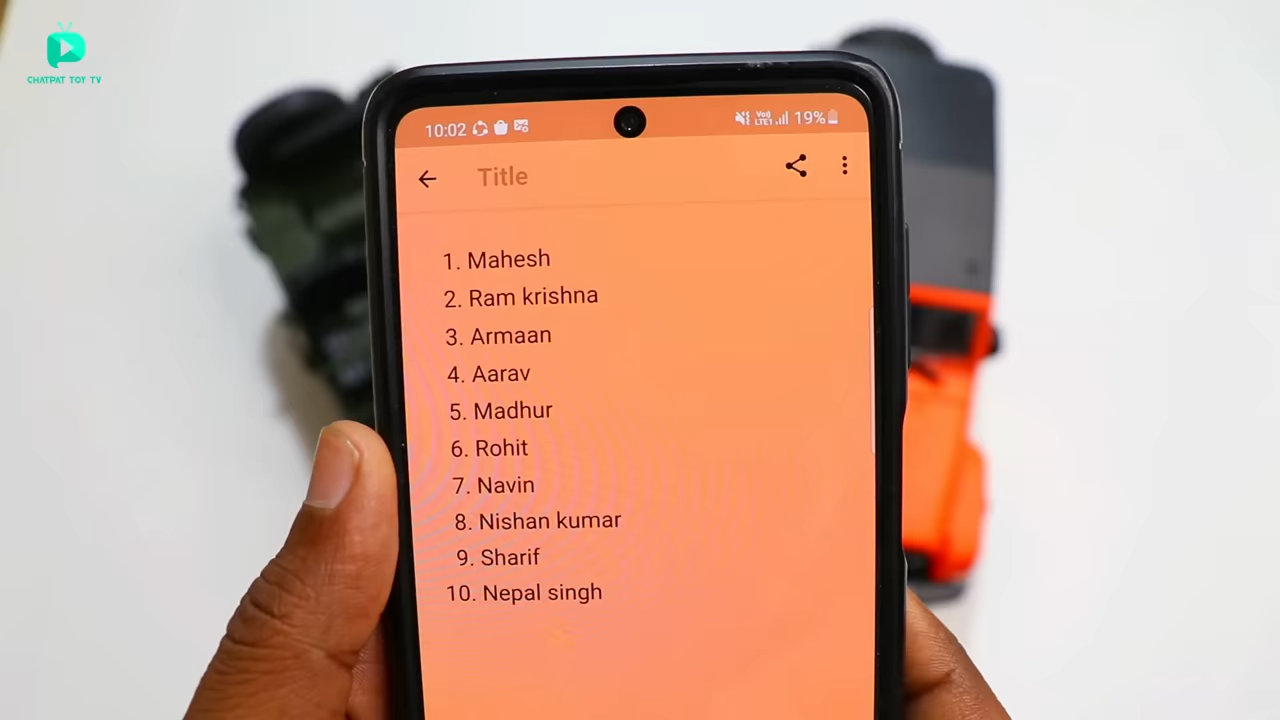 CHATPAT TOY TV
10:02 19%
Title
1. Mahesh
2. Ram krishna
3. Armaan
4. Aarav
5. Madhur
6. Rohit
7. Navin
8. Nishan kumar
9. Sharif
10. Nepal singh